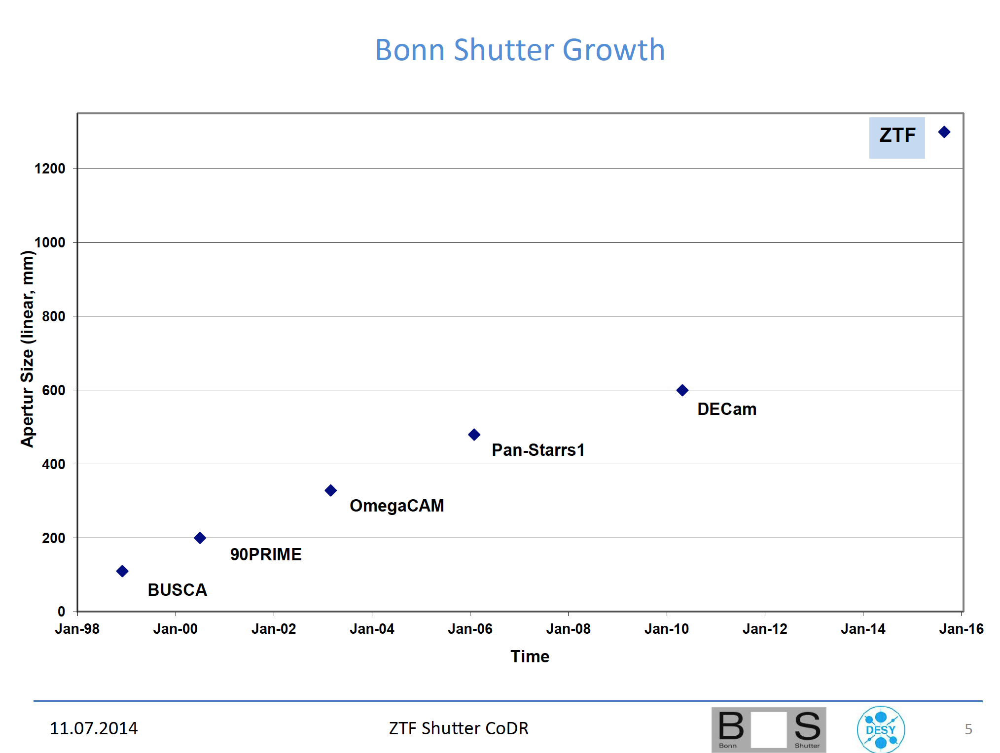 Bonn Shutter Growth
ZTF
1200
1000
800
600
400
200
0
Apertur Size (linear, mm)
DECam
Pan-Starrs1
OmegaCAM
90PRIME
BUSCA
Jan-98 Jan-00 Jan-02 Jan-04 Jan-06 Jan-08 Jan-10 Jan-12 Jan-14 Jan-16
Time
11.07.2014
ZTF Shutter CoDR
B S
Bonn Shutter
DESY
5